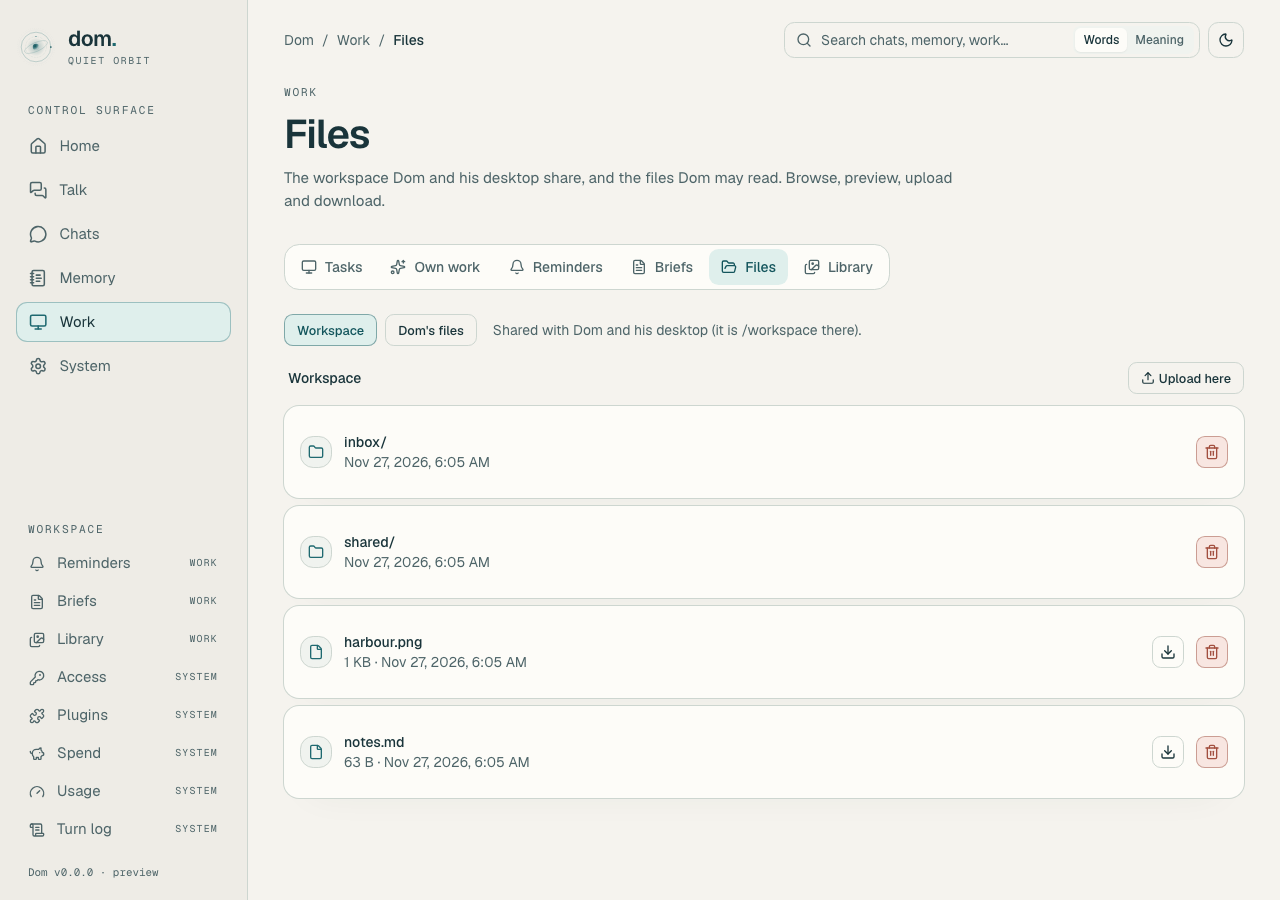 dom.
QUIET ORBIT
CONTROL SURFACE
Home
Talk
Chats
Memory
Work
System
WORKSPACE
Reminders WORK
Briefs WORK
Library WORK
Access SYSTEM
Plugins SYSTEM
Spend SYSTEM
Usage SYSTEM
Turn log SYSTEM
Dom v0.0.0 · preview
Dom / Work / Files
Search chats, memory, work... Words Meaning
WORK
Files
The workspace Dom and his desktop share, and the files Dom may read. Browse, preview, upload
and download.
Tasks Own work Reminders Briefs Files Library
Workspace Dom's files Shared with Dom and his desktop (it is /workspace there).
Workspace Upload here
inbox/
Nov 27, 2026, 6:05 AM
shared/
Nov 27, 2026, 6:05 AM
harbour.png
1 KB · Nov 27, 2026, 6:05 AM
notes.md
63 B · Nov 27, 2026, 6:05 AM